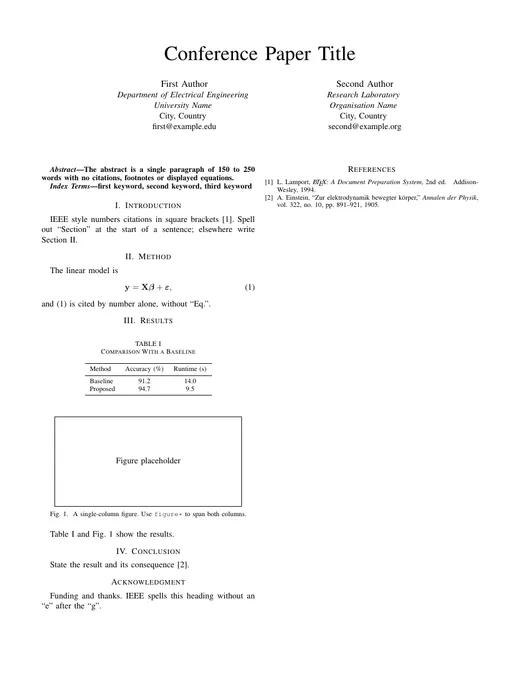 Conference Paper Title
First Author
Department of Electrical Engineering
University Name
City, Country
first@example.edu
Second Author
Research Laboratory
Organisation Name
City, Country
second@example.org
Abstract—The abstract is a single paragraph of 150 to 250
words with no citations, footnotes or displayed equations.
Index Terms—first keyword, second keyword, third keyword
I. INTRODUCTION
IEEE style numbers citations in square brackets [1]. Spell
out “Section” at the start of a sentence; elsewhere write
Section II.
II. METHOD
The linear model is
y = Xβ + ε, (1)
and (1) is cited by number alone, without “Eq.”.
III. RESULTS
TABLE I
COMPARISON WITH A BASELINE
Method Accuracy (%) Runtime (s)
Baseline 91.2 14.0
Proposed 94.7 9.5
Figure placeholder
Fig. 1. A single-column figure. Use figure* to span both columns.
Table I and Fig. 1 show the results.
IV. CONCLUSION
State the result and its consequence [2].
ACKNOWLEDGMENT
Funding and thanks. IEEE spells this heading without an
“e” after the “g”.
REFERENCES
[1] L. Lamport, LATEX: A Document Preparation System, 2nd ed. Addison-
Wesley, 1994.
[2] A. Einstein, “Zur elektrodynamik bewegter körper,” Annalen der Physik,
vol. 322, no. 10, pp. 891–921, 1905.